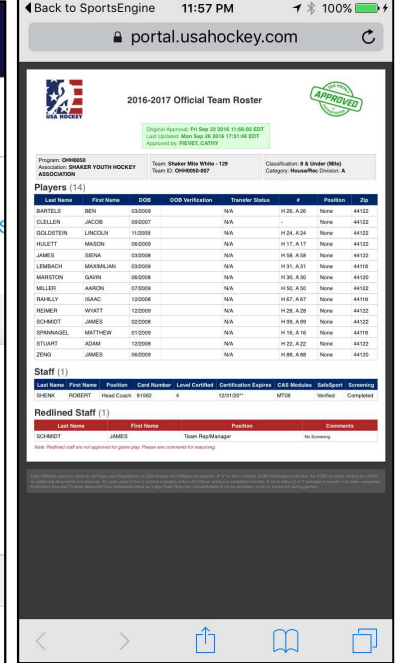 Back to SportsEngine 11:57 PM 100%
portal.usahockey.com
USA HOCKEY
2016-2017 Official Team Roster
USA HOCKEY
APPROVED
Original Approval: Fri Sep 23 2016 11:56:03 EDT
Last Updated: Mon Sep 26 2016 17:51:48 EDT
Approved by: FIEVET, CATHY
Program: OHH0050
Association: SHAKER YOUTH HOCKEY ASSOCIATION
Team: Shaker Mite White - 129
Team ID: OHH0050-007
Classification: 8 & Under (Mite)
Category: House/Rec Division: A
Players (14)
Last Name First Name DOB DOB Verification Transfer Status # Position Zip
BARTELS BEN 03/2009 N/A H 26, A 26 None 44122
CLELLEN JACOB 09/2007 N/A - None 44122
GOLDSTEIN LINCOLN 11/2009 N/A H 24, A 24 None 44122
HULETT MASON 06/2009 N/A H 17, A 17 None 44122
JAMES SIENA 03/2008 N/A H 58, A 58 None 44122
LEMBACH MAXIMILIAN 03/2009 N/A H 31, A 31 None 44118
MARSTON GAVIN 06/2008 N/A H 30, A 30 None 44120
MILLER AARON 07/2009 N/A H 50, A 50 None 44122
RAHILLY ISAAC 12/2008 N/A H 67, A 67 None 44118
REIMER WYATT 12/2009 N/A H 28, A 28 None 44122
SCHMIDT JAMES 02/2008 N/A H 99, A 99 None 44122
SPANNAGEL MATTHEW 01/2009 N/A H 16, A 16 None 44118
STUART ADAM 12/2008 N/A H 22, A 22 None 44122
ZENG JAMES 06/2009 N/A H 88, A 88 None 44120
Staff (1)
Last Name First Name Position Card Number Level Certified Certification Expires CAS Modules SafeSport Screening
SHENK ROBERT Head Coach 81562 4 12/31/20** MT08 Verified Completed
Redlined Staff (1)
Last Name First Name Position Comments
SCHMIDT JAMES Team Rep/Manager No Screening
Note: Redlined staff are not approved for game play. Please see comments for reasoning.